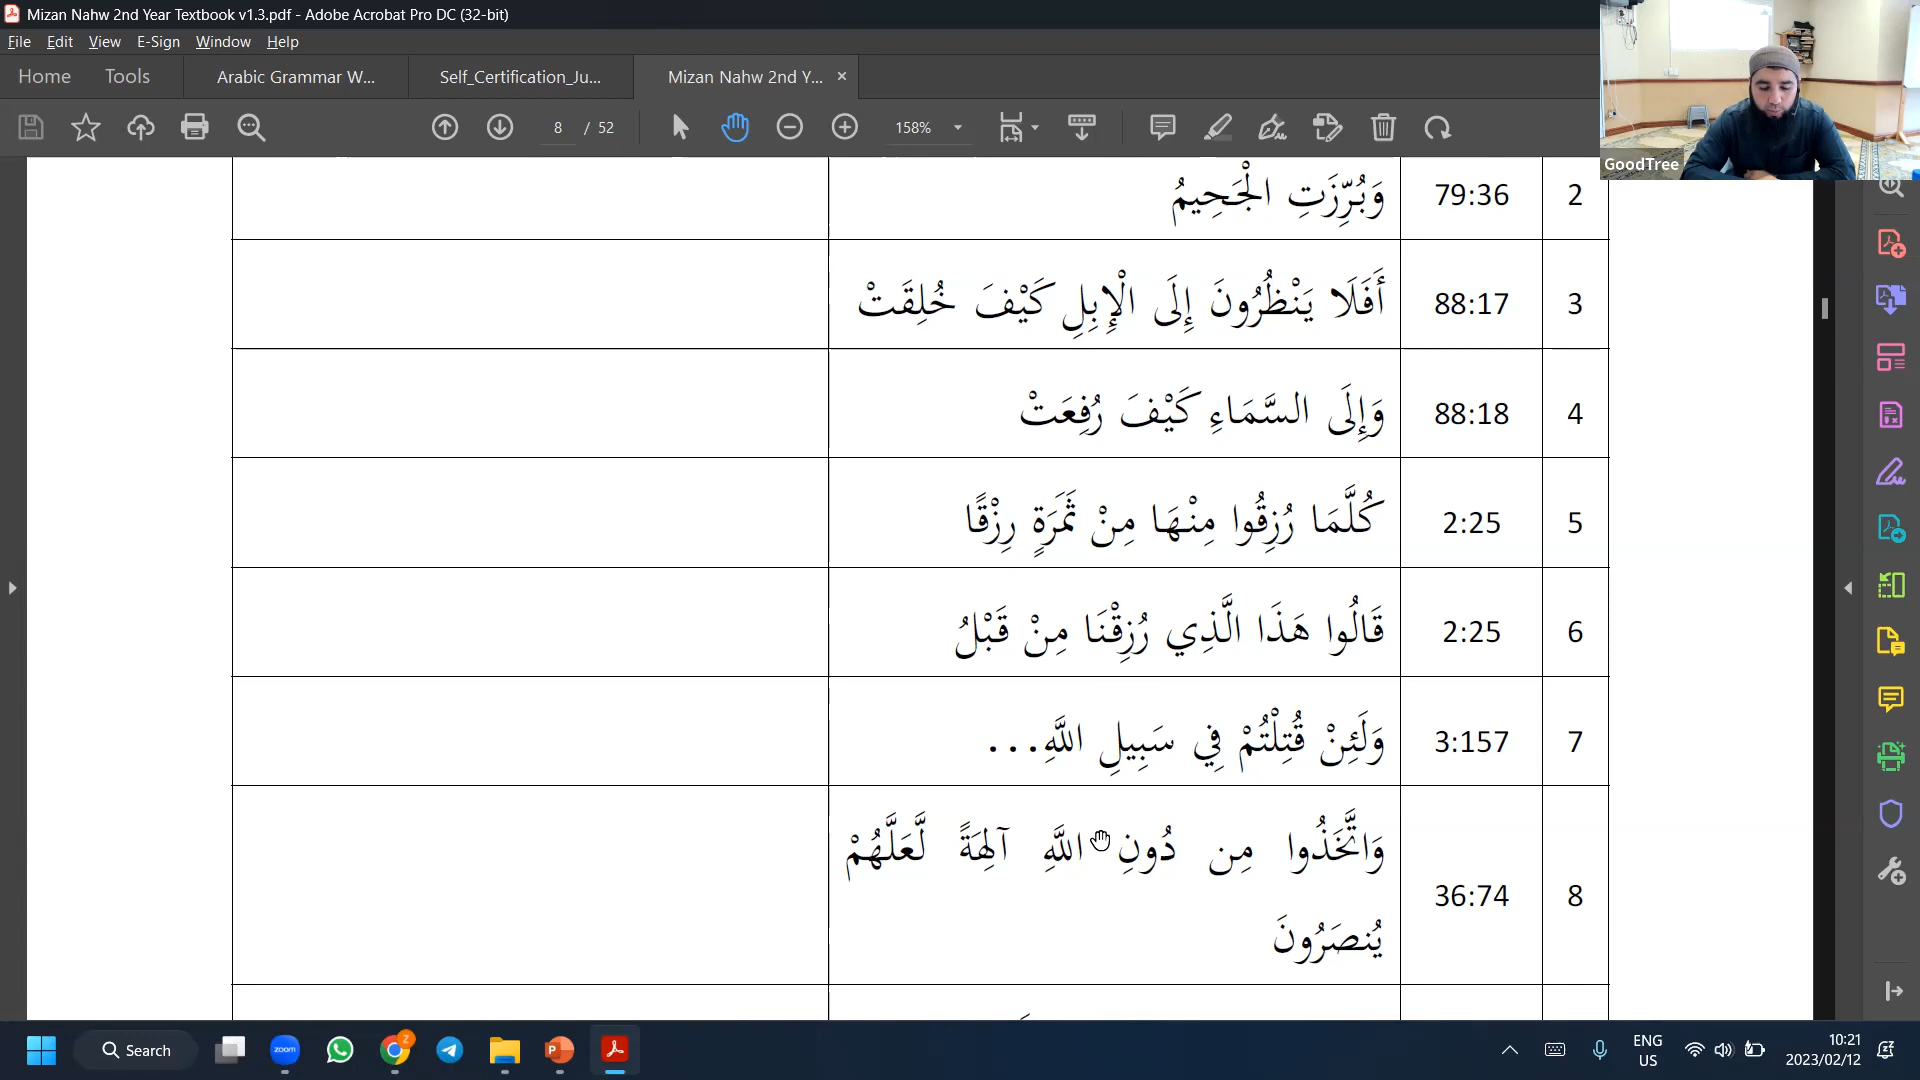 Mizan Nahw 2nd Year Textbook v1.3.pdf - Adobe Acrobat Pro DC (32-bit)
File Edit View E-Sign Window Help
Home Tools Arabic Grammar W... Self_Certification_Ju... Mizan Nahw 2nd Y... ×
8 / 52 158%
GoodTree
2 79:36 وَبُرِّزَتِ الْجَحِيمُ
3 88:17 أَفَلَا يَنْظُرُونَ إِلَى الْإِبِلِ كَيْفَ خُلِقَتْ
4 88:18 وَإِلَى السَّمَاءِ كَيْفَ رُفِعَتْ
5 2:25 كُلَّمَا رُزِقُوا مِنْهَا مِنْ ثَمَرَةٍ رِزْقًا
6 2:25 قَالُوا هَذَا الَّذِي رُزِقْنَا مِنْ قَبْلُ
7 3:157 وَلَئِنْ قُتِلْتُمْ فِي سَبِيلِ اللَّهِ...
8 36:74 وَاتَّخَذُوا مِن دُونِ اللَّهِ آلِهَةً لَّعَلَّهُمْ
يُنصَرُونَ
Search
zoom
ENG
US
10:21
2023/02/12